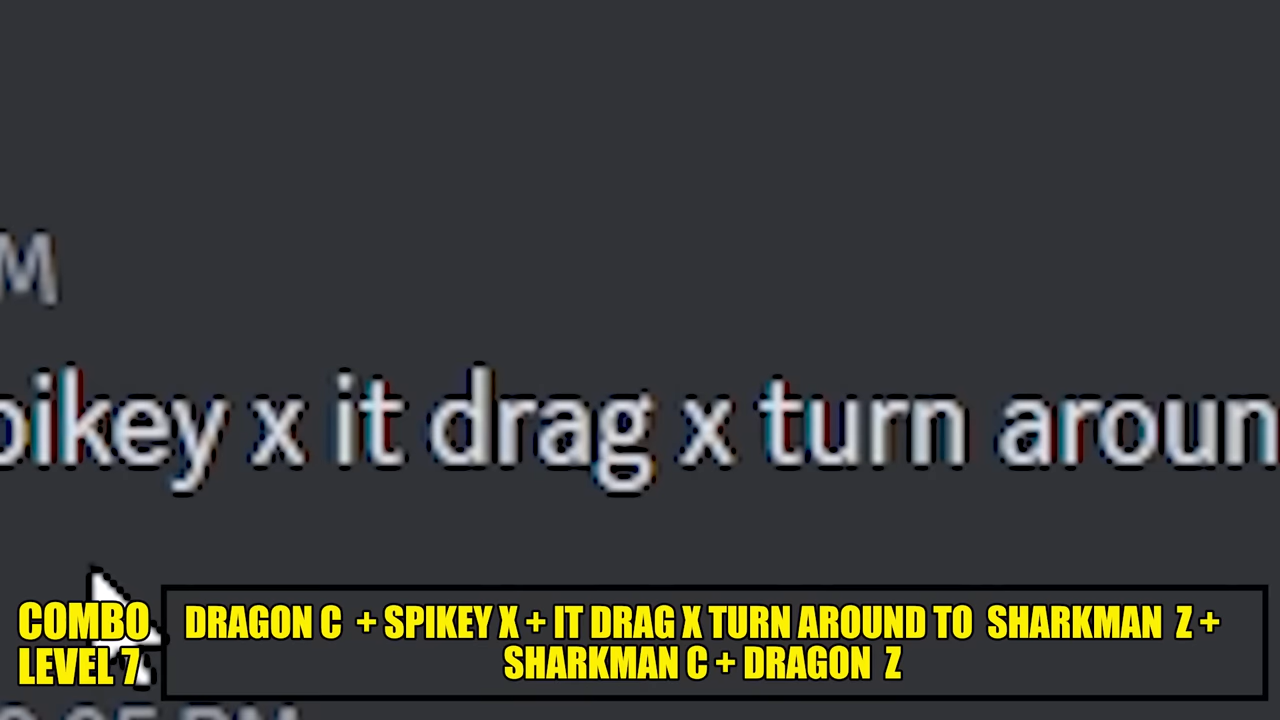 M
pikey x it drag x turn aroun
COMBO
LEVEL 7
DRAGON C + SPIKEY X + IT DRAG X TURN AROUND TO SHARKMAN Z +
SHARKMAN C + DRAGON Z